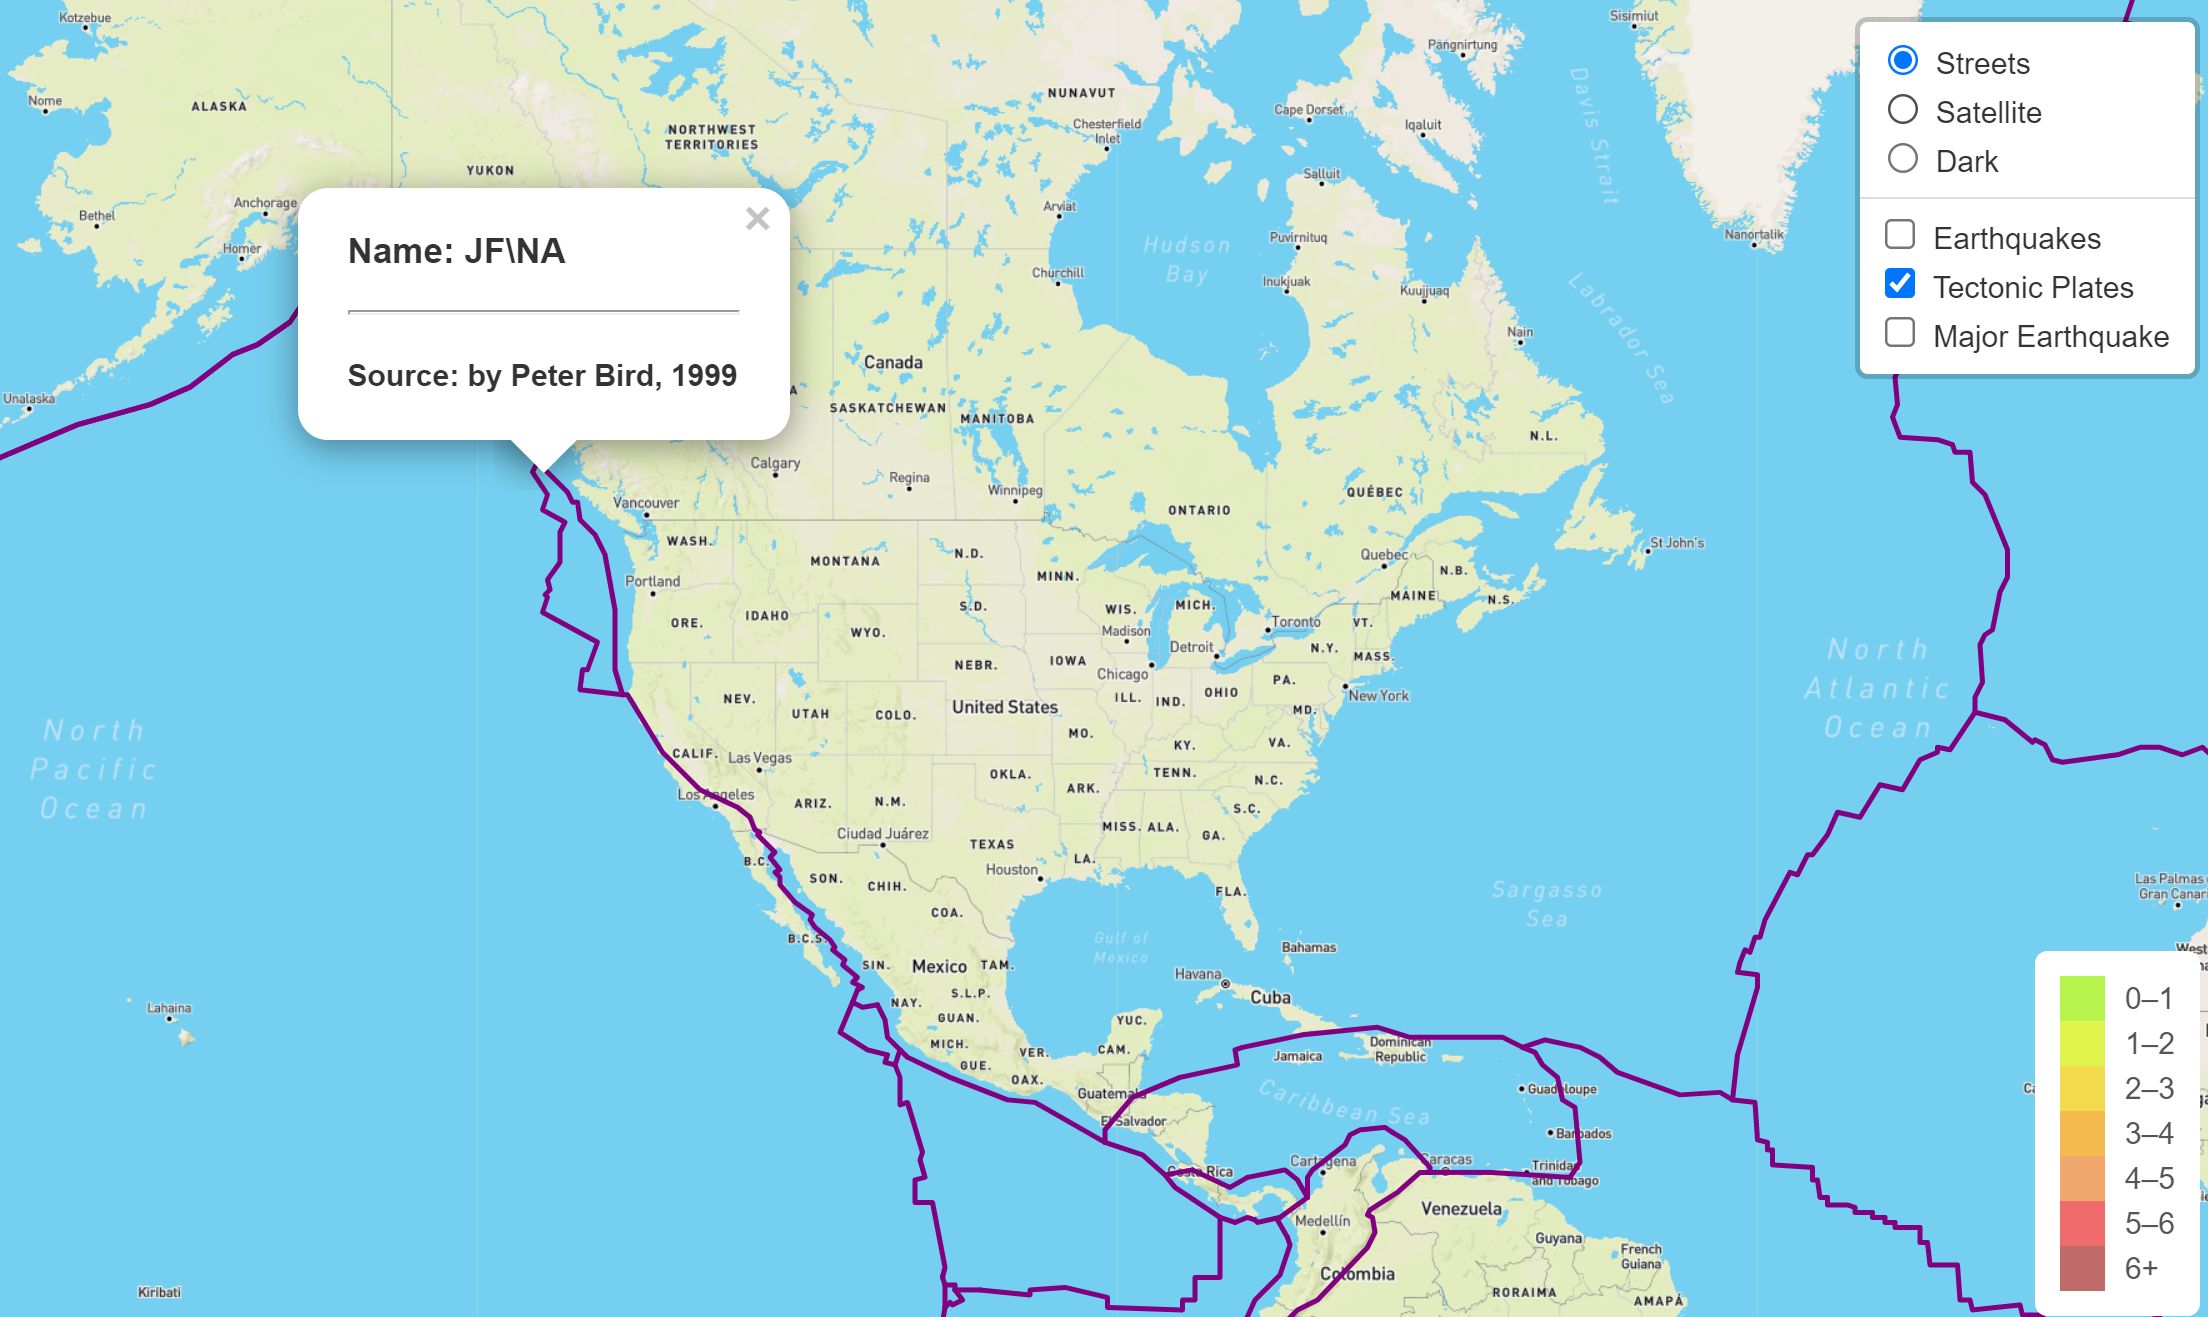 Kotzebue
Sisimiut
Pangnirtung
Nome
ALASKA
NORTHWEST
TERRITORIES
NUNAVUT
Chesterfield
Inlet
Cape Dorset
Iqaluit
Davis Strait
Streets
Satellite
Dark
Earthquakes
Tectonic Plates
Major Earthquake
YUKON
Salluit
Bethel
Anchorage
Arviat
Homer
Hudson
Bay
Puvirnituq
Nanortalik
Name: JF\NA
Source: by Peter Bird, 1999
Churchill
Inukjuak
Kuujjuaq
Labrador Sea
Nain
Canada
Unalaska
A
SASKATCHEWAN
MANITOBA
N.L.
Calgary
Regina
Winnipeg
QUÉBEC
Vancouver
ONTARIO
WASH.
MONTANA
N.D.
Quebec
St John's
Portland
MINN.
N.B.
MAINE
N.S.
ORE.
IDAHO
S.D.
WIS.
MICH.
Toronto
VT.
WYO.
Madison
Detroit
N.Y.
MASS.
NEBR.
IOWA
Chicago
PA.
North
Atlantic
Ocean
NEV.
UTAH
COLO.
United States
ILL.
IND.
OHIO
New York
MD.
North
Pacific
Ocean
CALIF.
Las Vegas
MO.
KY.
VA.
OKLA.
TENN.
N.C.
Los Angeles
ARIZ.
N.M.
ARK.
S.C.
Ciudad Juárez
TEXAS
MISS.
ALA.
GA.
B.C.
SON.
CHIH.
Houston
LA.
FLA.
Sargasso
Sea
Las Palmas
Gran Canari
COA.
B.C.S.
Gulf of
Mexico
Bahamas
West
SIN.
Mexico
TAM.
Havana
Cuba
Lahaina
NAY.
S.L.P.
GUAN.
YUC.
MICH.
VER.
CAM.
Jamaica
Dominican
Republic
GUE.
OAX.
Guatemala
Guadeloupe
Caribbean Sea
El Salvador
Barbados
Costa Rica
Cartagena
Caracas
Trinidad
and Tobago
Medellín
Venezuela
Guyana
French
Guiana
Colombia
RORAIMA
AMAPÁ
Kiribati
0–1
1–2
2–3
3–4
4–5
5–6
6+